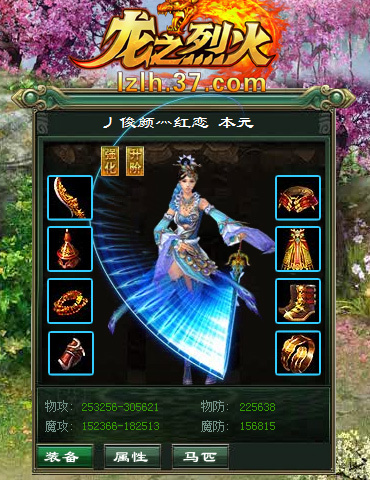 龙之烈火
lzlh.37.com
丿俊颜灬红恋 本元
强化 开阶
物攻: 253256-305621 物防: 225638
魔攻: 152366-182513 魔防: 156815
装备 属性 马匹